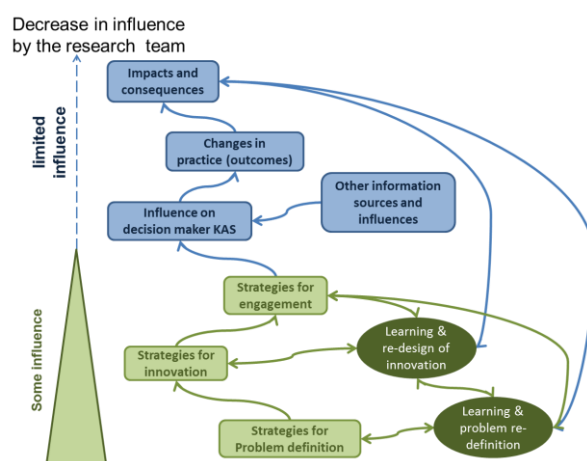 Decrease in influence
by the research team
Impacts and
consequences
limited
influence
Changes in
practice (outcomes)
Other information
sources and
influences
Influence on
decision maker KAS
Strategies for
engagement
Learning &
re-design of
innovation
Strategies for
innovation
Some influence
Learning &
problem re-
definition
Strategies for
Problem definition